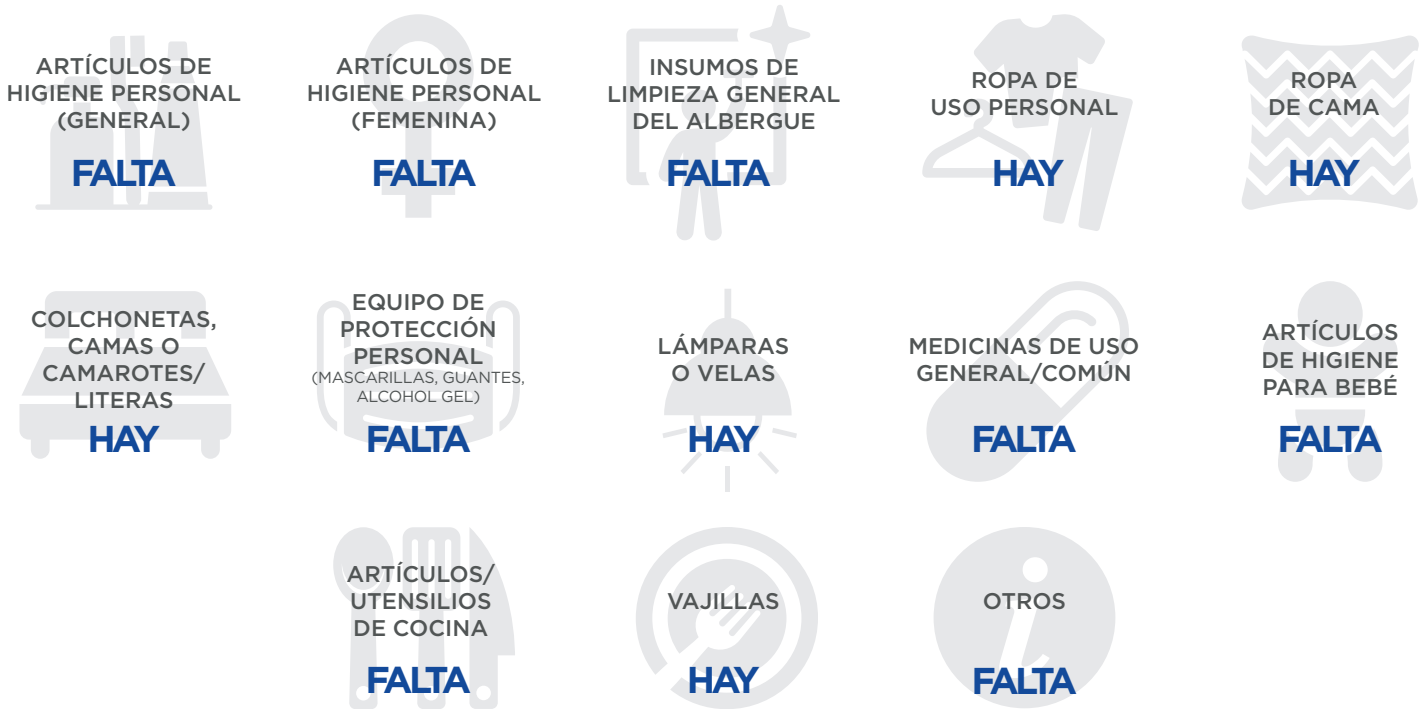 ARTÍCULOS DE
HIGIENE PERSONAL
(GENERAL)
FALTA
ARTÍCULOS DE
HIGIENE PERSONAL
(FEMENINA)
FALTA
INSUMOS DE
LIMPIEZA GENERAL
DEL ALBERGUE
FALTA
ROPA DE
USO PERSONAL
HAY
ROPA
DE CAMA
HAY
COLCHONETAS,
CAMAS O
CAMAROTES/
LITERAS
HAY
EQUIPO DE
PROTECCIÓN
PERSONAL
(MASCARILLAS, GUANTES,
ALCOHOL GEL)
FALTA
LÁMPARAS
O VELAS
HAY
MEDICINAS DE USO
GENERAL/COMÚN
FALTA
ARTÍCULOS
DE HIGIENE
PARA BEBÉ
FALTA
ARTÍCULOS/
UTENSILIOS
DE COCINA
FALTA
VAJILLAS
HAY
OTROS
FALTA